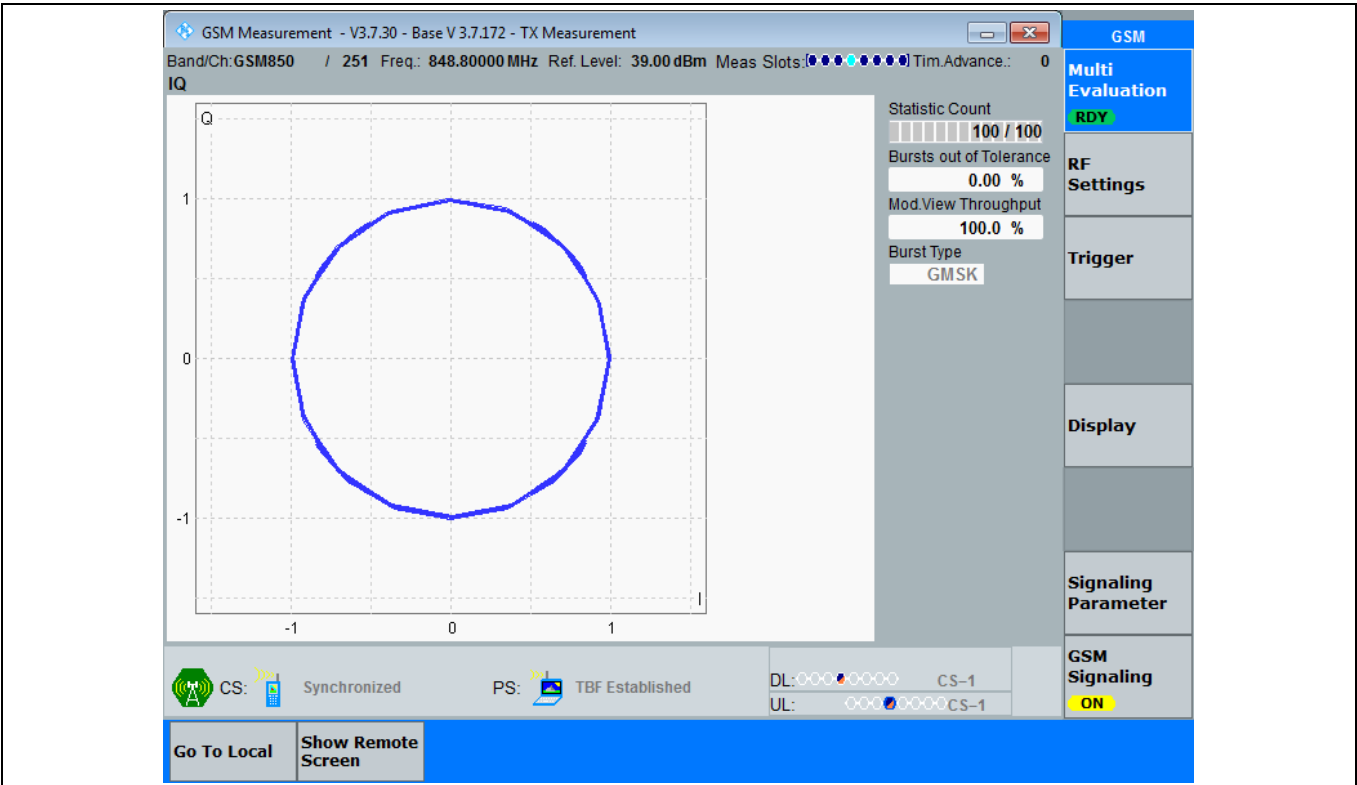 GSM Measurement - V3.7.30 - Base V 3.7.172 - TX Measurement
Band/Ch:GSM850 / 251 Freq.: 848.80000 MHz Ref. Level: 39.00 dBm Meas Slots:[ ] Tim.Advance.: 0
IQ
Q
1
0
-1
I
-1 0 1
Statistic Count
100 / 100
Bursts out of Tolerance
0.00 %
Mod.View Throughput
100.0 %
Burst Type
GMSK
GSM
Multi
Evaluation
RDY
RF
Settings
Trigger
Display
Signaling
Parameter
GSM
Signaling
ON
CS: Synchronized PS: TBF Established
DL: CS-1
UL: CS-1
Go To Local
Show Remote
Screen